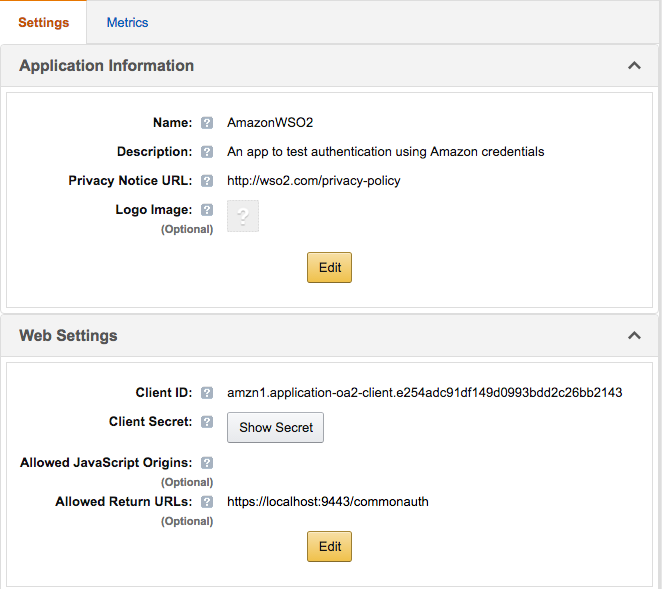 Settings Metrics
Application Information
Name: ? AmazonWSO2
Description: ? An app to test authentication using Amazon credentials
Privacy Notice URL: ? http://wso2.com/privacy-policy
Logo Image: ? ?
(Optional)
Edit
Web Settings
Client ID: ? amzn1.application-oa2-client.e254adc91df149d0993bdd2c26bb2143
Client Secret: ? Show Secret
Allowed JavaScript Origins: ?
(Optional)
Allowed Return URLs: ? https://localhost:9443/commonauth
(Optional)
Edit